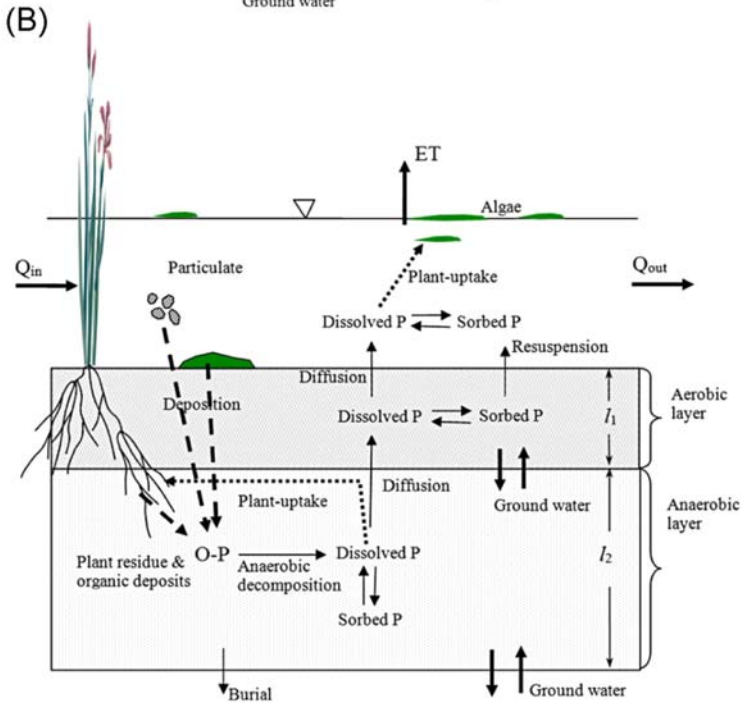 Ground water
(B)
ET
Algae
Qin
Particulate
Plant-uptake
Qout
Dissolved P
Sorbed P
Resuspension
Diffusion
Deposition
Dissolved P
Sorbed P
l1
Aerobic
layer
Plant-uptake
Diffusion
Ground water
Anaerobic
layer
Plant residue &
organic deposits
O-P
Anaerobic
decomposition
Dissolved P
l2
Sorbed P
Burial
Ground water